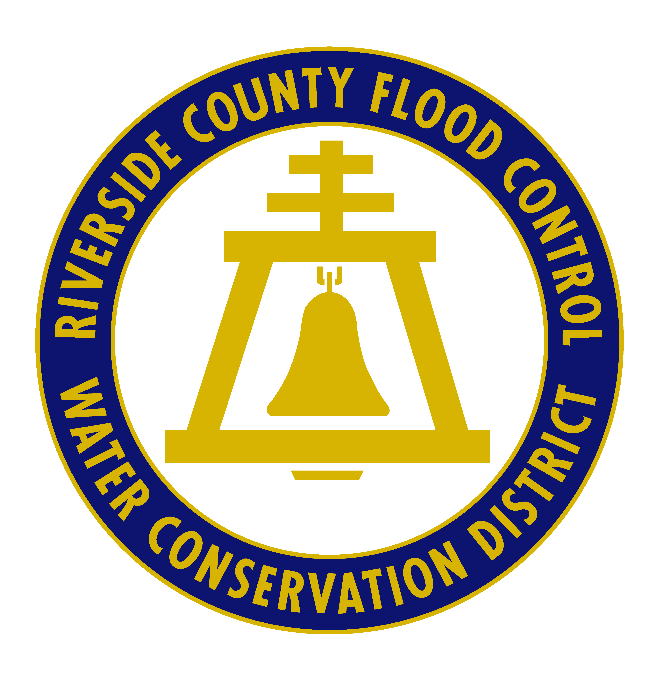 RIVERSIDE COUNTY FLOOD CONTROL
WATER CONSERVATION DISTRICT